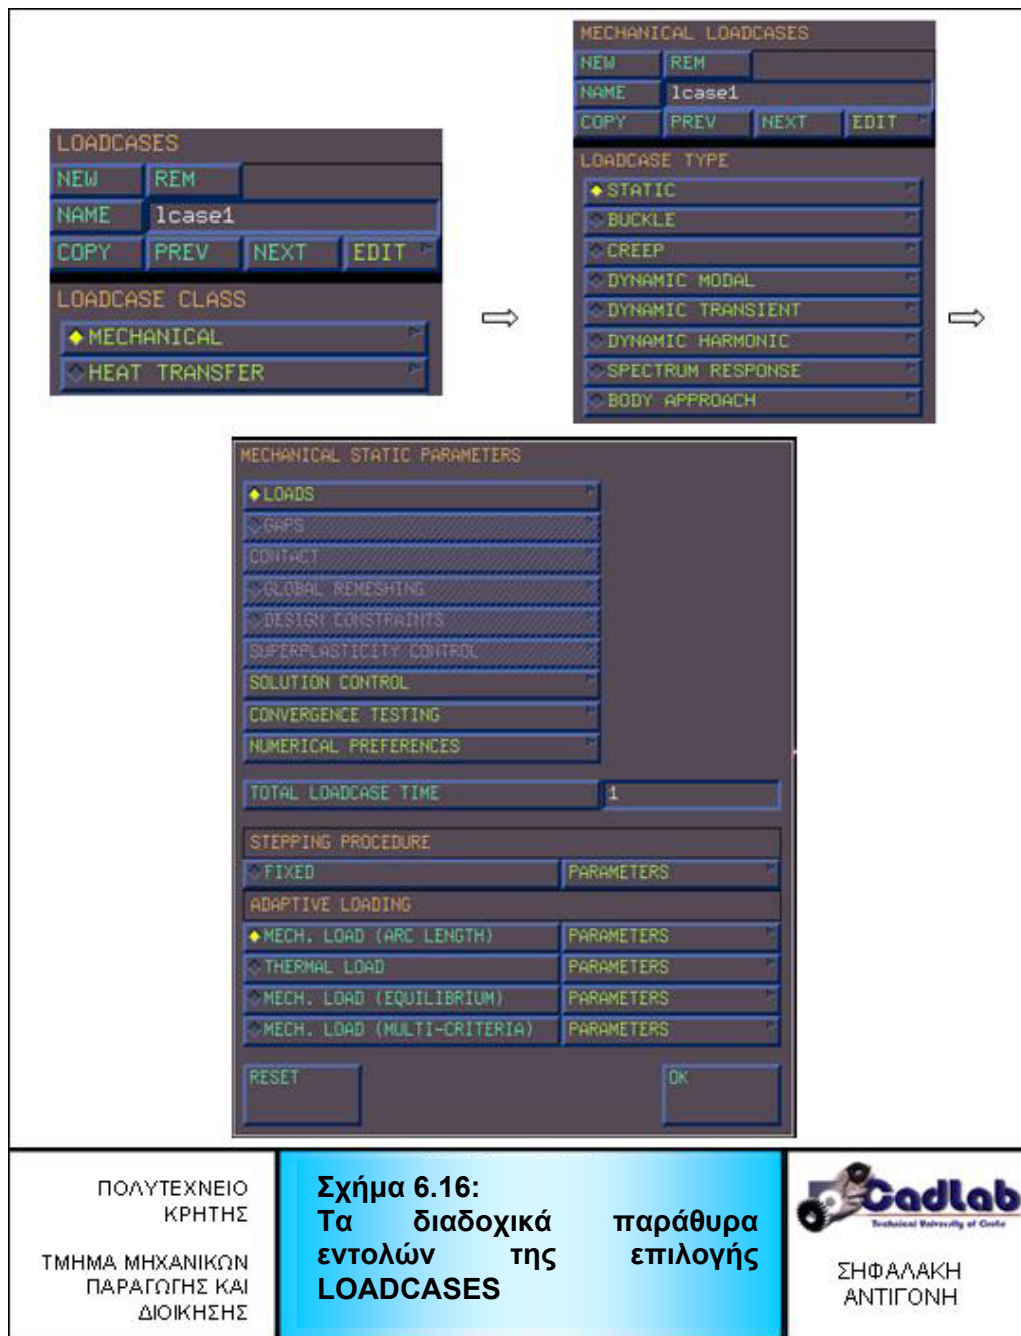 LOADCASES
NEW REM
NAME lcase1
COPY PREV NEXT EDIT
LOADCASE CLASS
MECHANICAL
HEAT TRANSFER
MECHANICAL LOADCASES
NEW REM
NAME lcase1
COPY PREV NEXT EDIT
LOADCASE TYPE
STATIC
BUCKLE
CREEP
DYNAMIC MODAL
DYNAMIC TRANSIENT
DYNAMIC HARMONIC
SPECTRUM RESPONSE
BODY APPROACH
MECHANICAL STATIC PARAMETERS
LOADS
GAPS
CONTACT
GLOBAL REMESHING
DESIGN CONSTRAINTS
SUPERPLASTICITY CONTROL
SOLUTION CONTROL
CONVERGENCE TESTING
NUMERICAL PREFERENCES
TOTAL LOADCASE TIME 1
STEPPING PROCEDURE
FIXED PARAMETERS
ADAPTIVE LOADING
MECH. LOAD (ARC LENGTH) PARAMETERS
THERMAL LOAD PARAMETERS
MECH. LOAD (EQUILIBRIUM) PARAMETERS
MECH. LOAD (MULTI-CRITERIA) PARAMETERS
RESET OK
ΠΟΛΥΤΕΧΝΕΙΟ
ΚΡΗΤΗΣ
ΤΜΗΜΑ ΜΗΧΑΝΙΚΩΝ
ΠΑΡΑΓΩΓΗΣ ΚΑΙ
ΔΙΟΙΚΗΣΗΣ
Σχήμα 6.16:
Τα διαδοχικά παράθυρα
εντολών της επιλογής
LOADCASES
Cadlab
Technical University of Crete
ΣΗΦΑΛΑΚΗ
ΑΝΤΙΓΟΝΗ